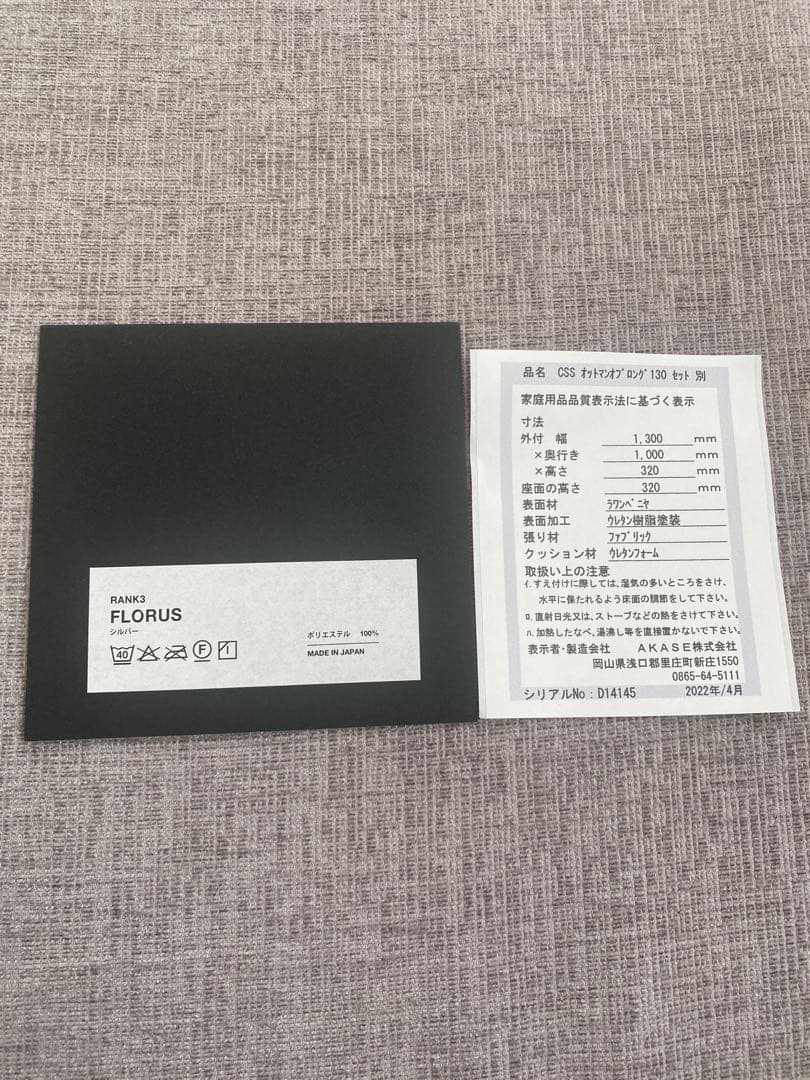 RANK3
FLORUS
シルバー
40 F
ポリエステル 100%
MADE IN JAPAN
品名 CSS ｵｯﾄﾏﾝｵﾌﾞﾛﾝｸﾞ130 ｾｯﾄ 別
家庭用品品質表示法に基づく表示
寸法
外付 幅 1,300 mm
×奥行き 1,000 mm
×高さ 320 mm
座面の高さ 320 mm
表面材 ﾗﾜﾝﾍﾞﾆﾔ
表面加工 ｳﾚﾀﾝ樹脂塗装
張り材 ﾌｧﾌﾞﾘｯｸ
クッション材 ｳﾚﾀﾝﾌｫｰﾑ
取扱い上の注意
ｲ.すえ付けに際しては、湿気の多いところをさけ、
水平に保たれるよう床面の調節をして下さい。
ﾛ.直射日光又は、ストーブなどの熱をさけて下さい。
ﾊ.加熱したなべ、湯沸し等を直接置かないで下さい。
表示者・製造会社 ＡＫＡＳＥ株式会社
岡山県浅口郡里庄町新庄1550
0865-64-5111
シリアルNo：D14145 2022年/4月